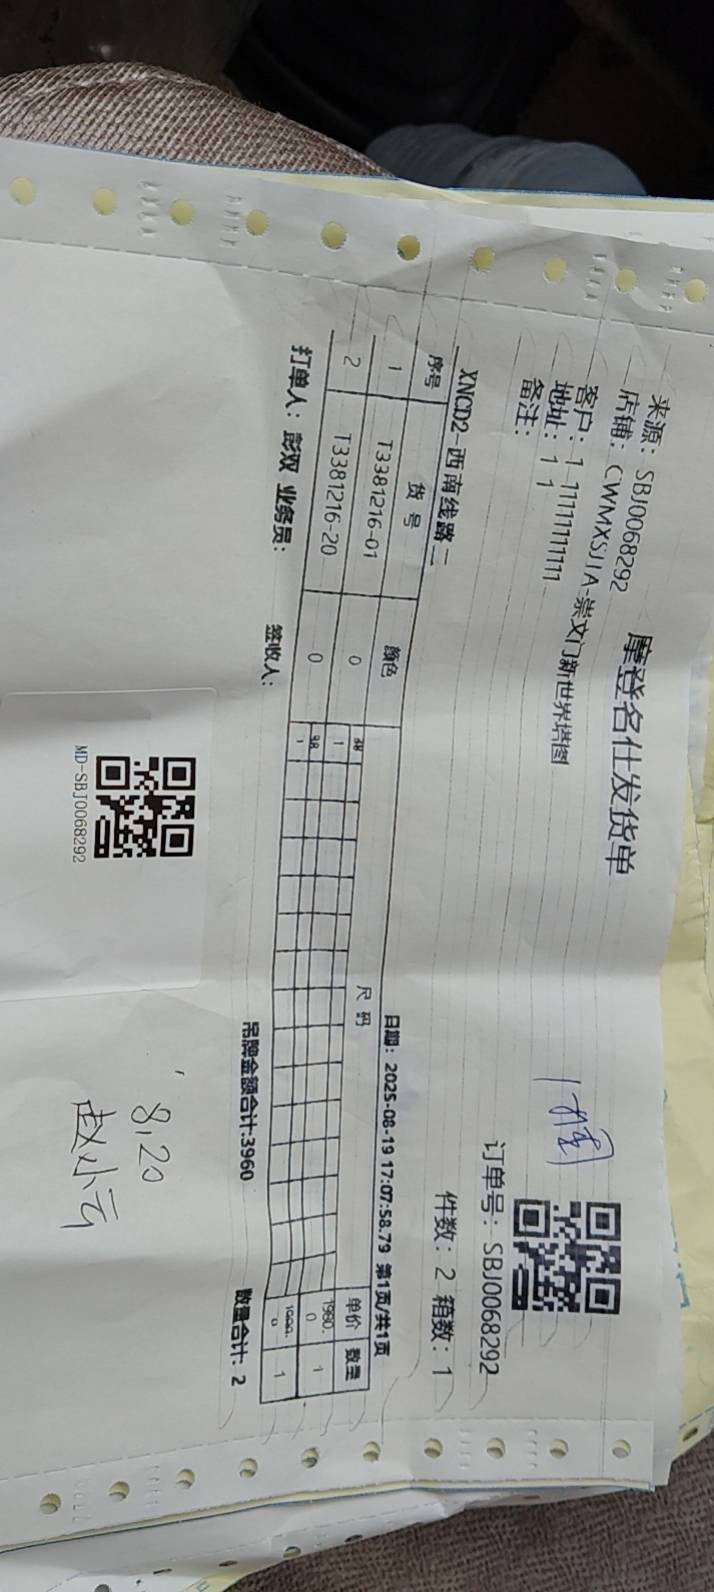 摩登名仕发货单
来源：SBJ0068292
店铺：CWMXSJ1A-崇文门新世界塔图
客户：1-11111111111
地址：1 1
备注：
订单号：SBJ0068292
件数：2 箱数：1
XNCD2-西南线路二
日期：2025-08-19 17:07:58.79 第1页/共1页
序号 货号 颜色 尺码 单价 数量
38
1 T3381216-01 0 1 1980.0 1
38
2 T3381216-20 0 1 1
打单人：彭双 业务员： 签收人： 吊牌金额合计:3960 数量合计：2
MD-SBJ0068292
8.20
赵小云